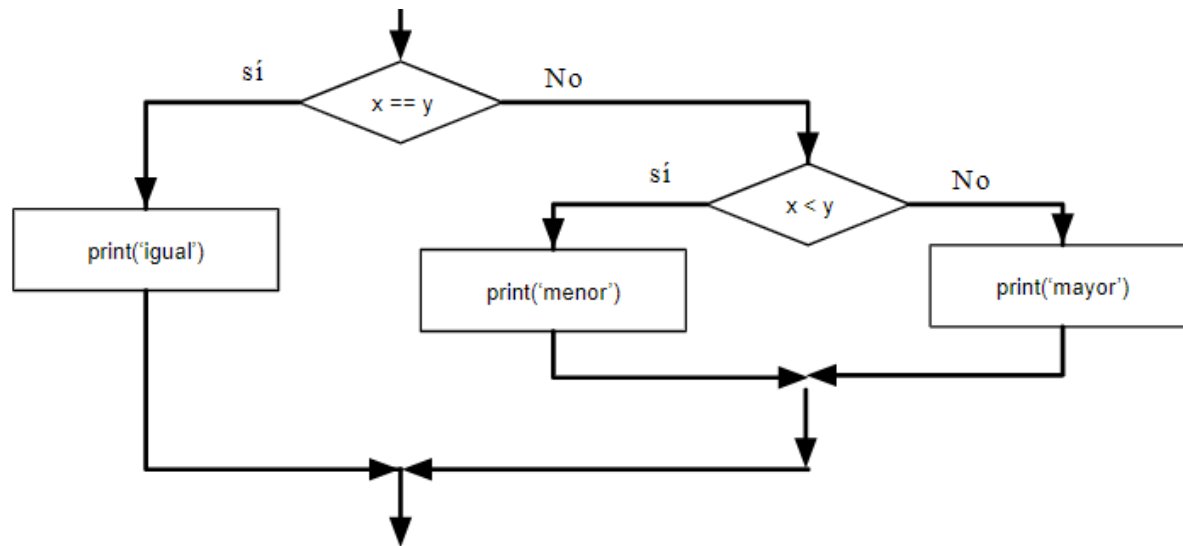 sí
No
x == y
sí
No
x < y
print(‘igual’)
print(‘menor’)
print(‘mayor’)